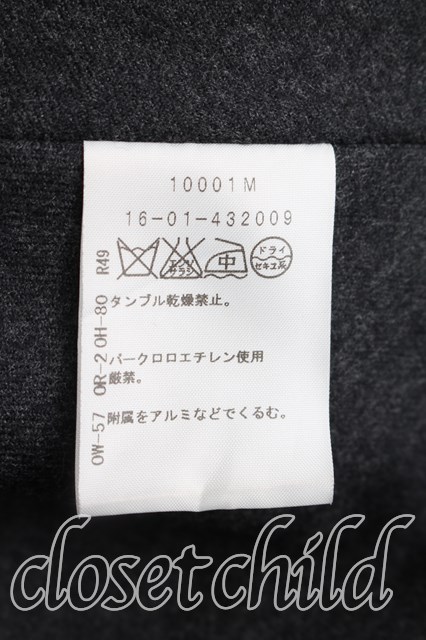 10001M
16-01-432009
エンソ
サラシ
中
ドライ
セキユ系
タンブル乾燥禁止。
パークロロエチレン使用
厳禁。
附属をアルミなどでくるむ。
OW-57 OR-2 OH-80 R49
closet child